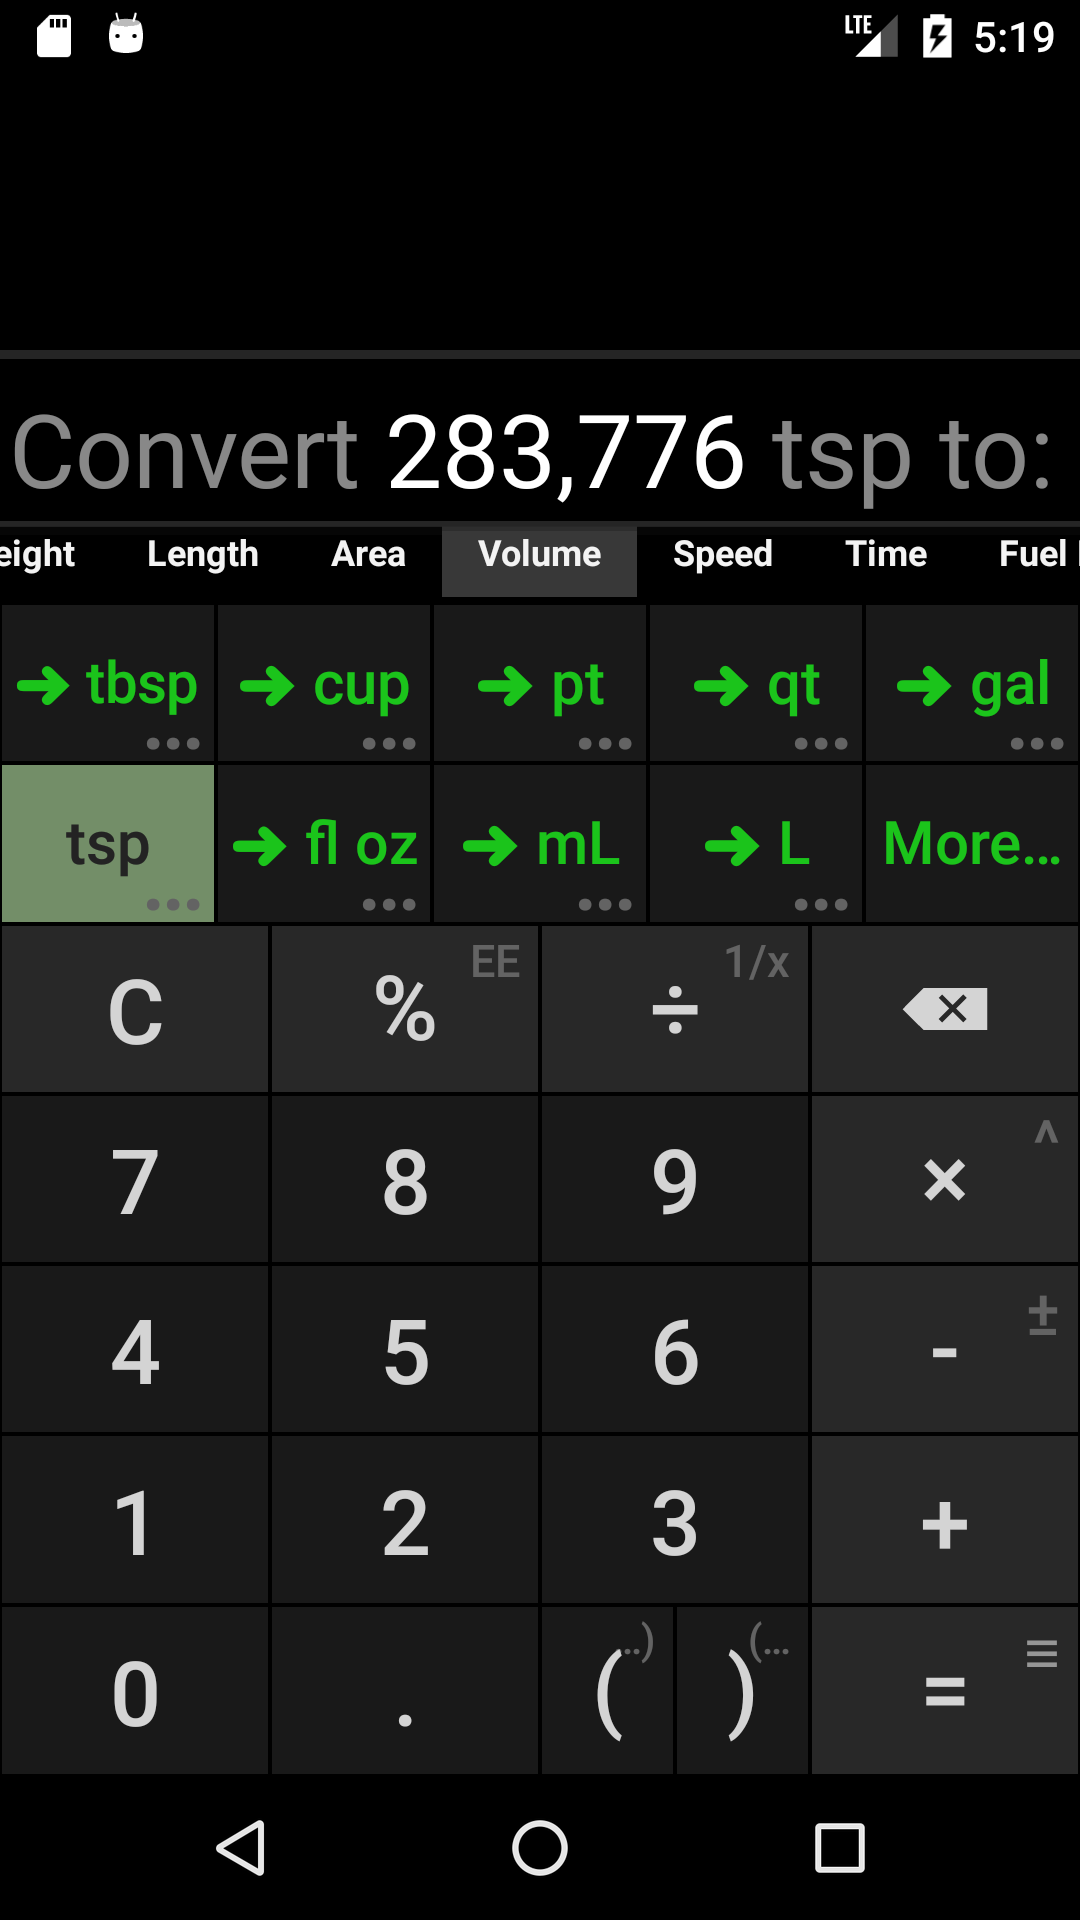 LTE 5:19
Convert 283,776 tsp to:
eight Length Area Volume Speed Time Fuel
→ tbsp → cup → pt → qt → gal
tsp → fl oz → mL → L More...
C % EE ÷ 1/x
7 8 9 × ^
4 5 6 - ±
1 2 3 +
0 . ( ..) ) (... = ≡